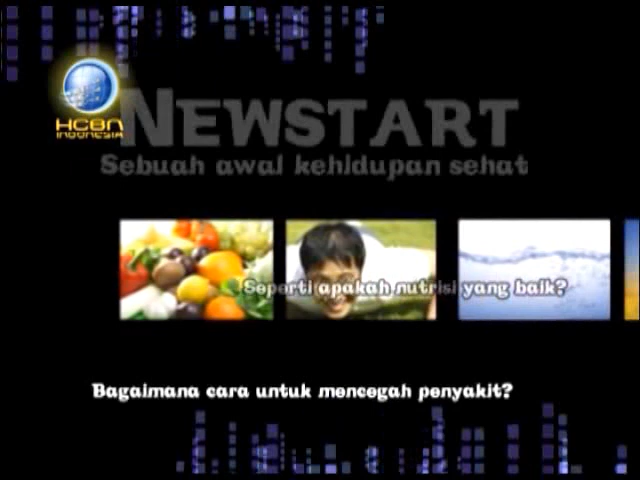 NEWSTART
HCBN
INDONESIA
Sebuah awal kehidupan sehat
Seperti apakah nutrisi yang baik?
Bagaimana cara untuk mencegah penyakit?